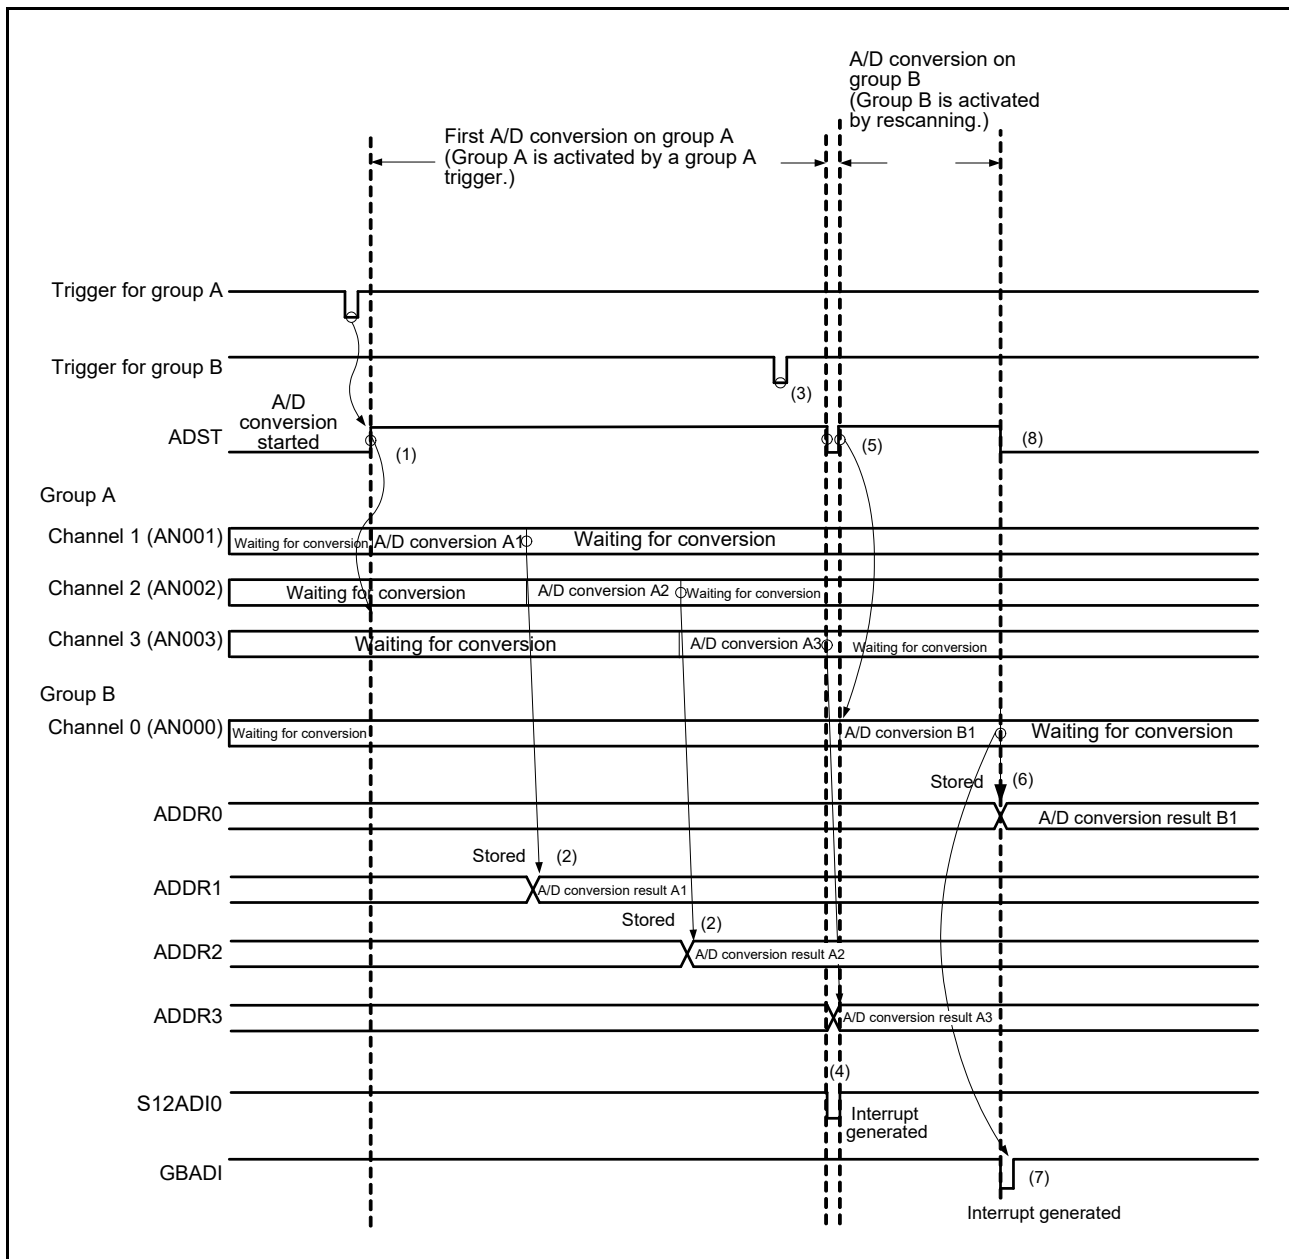 A/D conversion on
group B
(Group B is activated
by rescanning.)
First A/D conversion on group A
(Group A is activated by a group A
trigger.)
Trigger for group A
Trigger for group B
(3)
A/D
conversion
started
ADST
(1)
(5)
(8)
Group A
Channel 1 (AN001)
Waiting for conversion
A/D conversion A1
Waiting for conversion
Channel 2 (AN002)
Waiting for conversion
A/D conversion A2
Waiting for conversion
Channel 3 (AN003)
Waiting for conversion
A/D conversion A3
Waiting for conversion
Group B
Channel 0 (AN000)
Waiting for conversion
A/D conversion B1
Waiting for conversion
Stored
(6)
ADDR0
A/D conversion result B1
Stored
(2)
ADDR1
A/D conversion result A1
Stored
(2)
ADDR2
A/D conversion result A2
ADDR3
A/D conversion result A3
(4)
S12ADI0
Interrupt
generated
GBADI
(7)
Interrupt generated